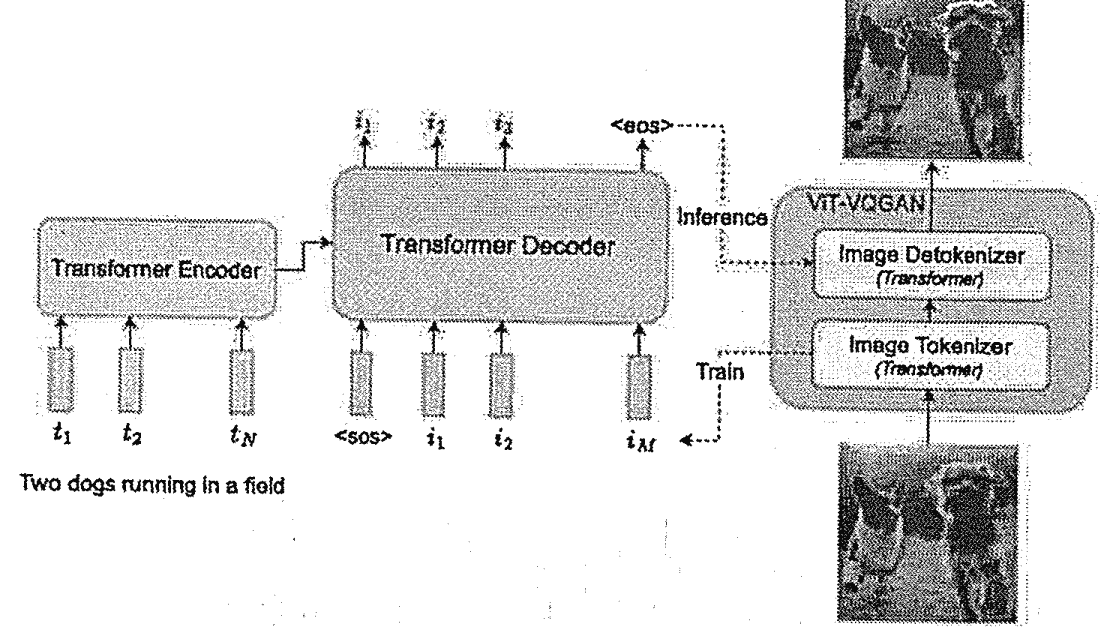 i₁ i₂ i₃ <eos>
ViT-VQGAN
Inference
Transformer Decoder
Image Detokenizer
(Transformer)
Transformer Encoder
Image Tokenizer
(Transformer)
Train
t₁ t₂ t_N <sos> i₁ i₂ i_M
Two dogs running in a field